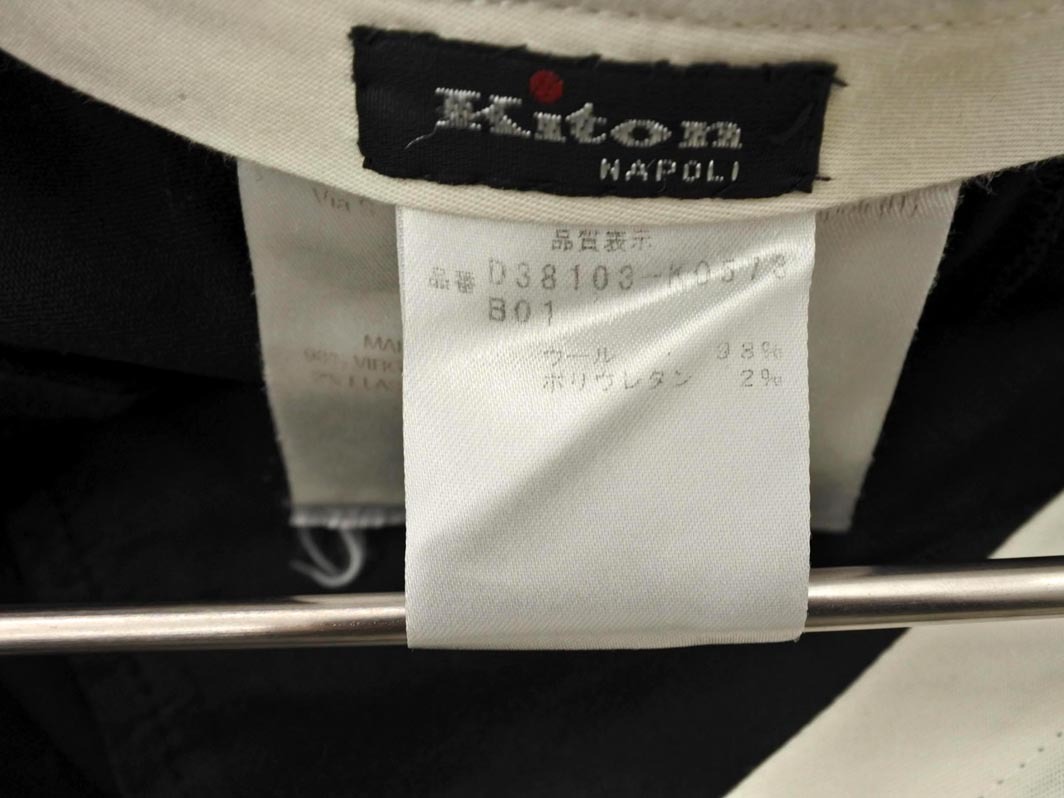 Kiton
NAPOLI
品質表示
品番 D38103-K0578
B01
ウール 98%
ポリウレタン 2%